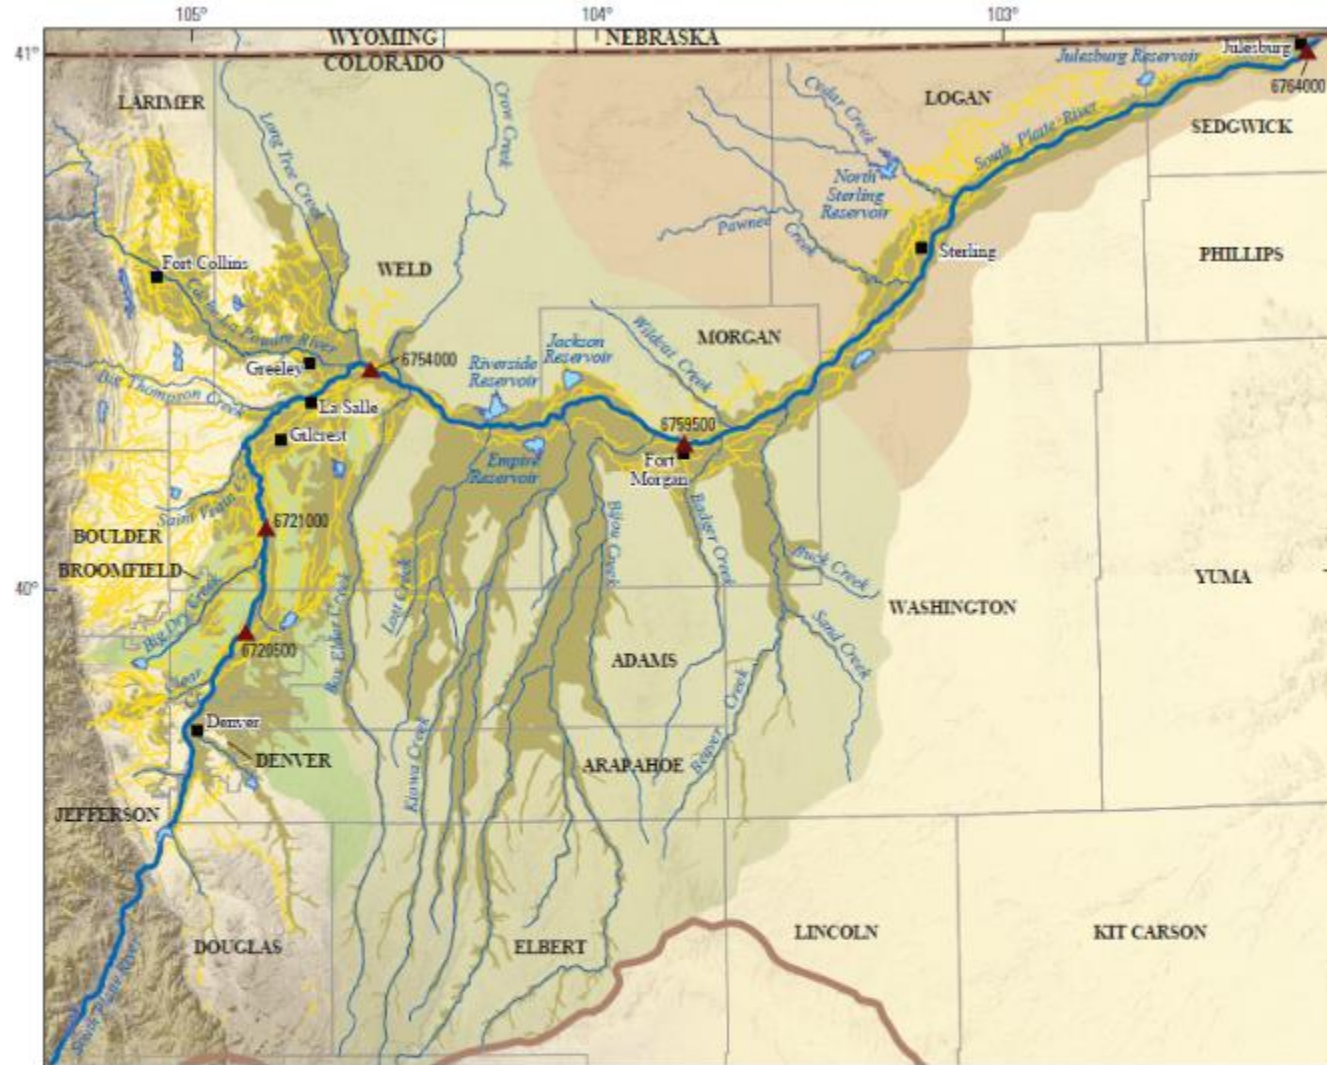 105°
104°
103°
41°
WYOMING
NEBRASKA
COLORADO
Julesburg
Julesburg Reservoir
6764000
LARIMER
LOGAN
SEDGWICK
Crow Creek
Cedar Creek
Long Tree Creek
South Platte River
North
Sterling
Reservoir
Pawnee
Creek
Sterling
PHILLIPS
Fort Collins
WELD
Cache La Poudre River
Wildcat Creek
MORGAN
Jackson
Reservoir
Riverside
Reservoir
6754000
Greeley
Big Thompson Creek
La Salle
Gilcrest
6759500
Fort
Morgan
Empire
Reservoir
Saint Vrain Cr
6721000
BOULDER
BROOMFIELD
Bijou Creek
Badger Creek
Buck Creek
40°
Lost Creek
Box Elder Creek
Big Dry Creek
WASHINGTON
YUMA
Sand Creek
6720500
ADAMS
Clear
Beaver
Creek
Denver
DENVER
ARAPAHOE
Kiowa Creek
JEFFERSON
DOUGLAS
ELBERT
LINCOLN
KIT CARSON
South Platte River